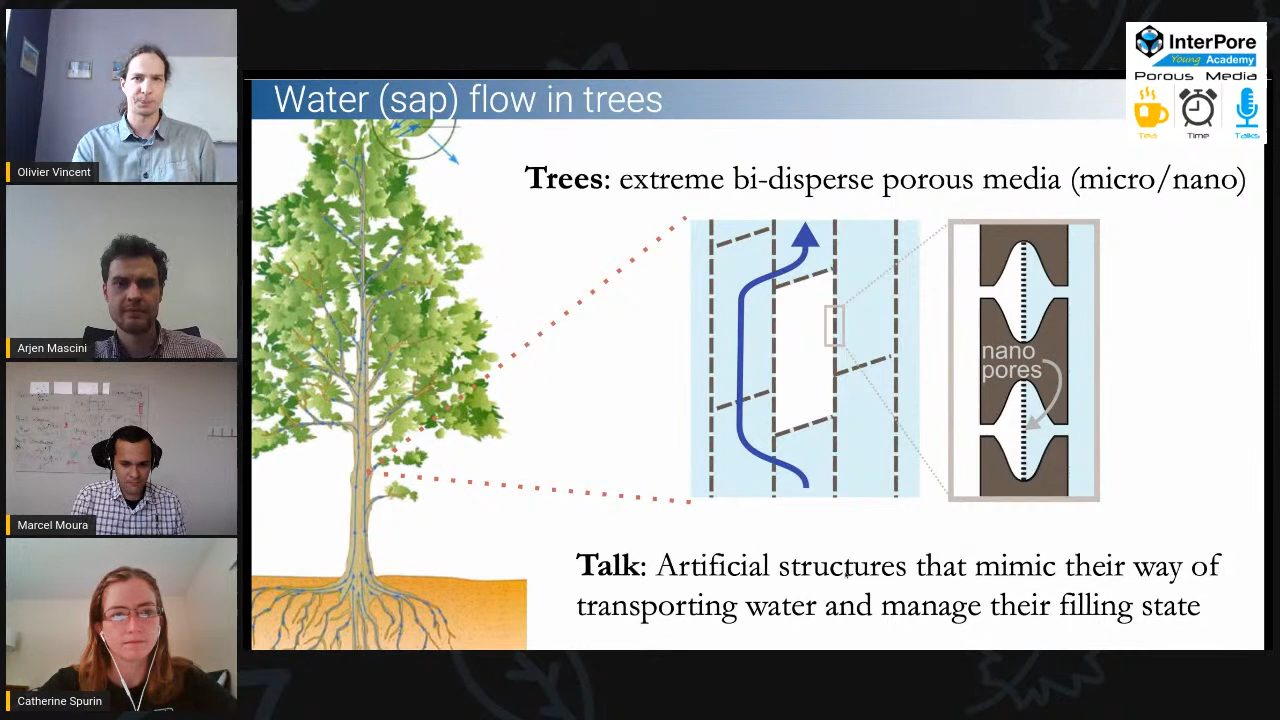 Olivier Vincent
Arjen Mascini
Marcel Moura
Catherine Spurin
InterPore
Young Academy
Porous Media
Tea Time Talks
Water (sap) flow in trees
Trees: extreme bi-disperse porous media (micro/nano)
nano
pores
Talk: Artificial structures that mimic their way of
transporting water and manage their filling state